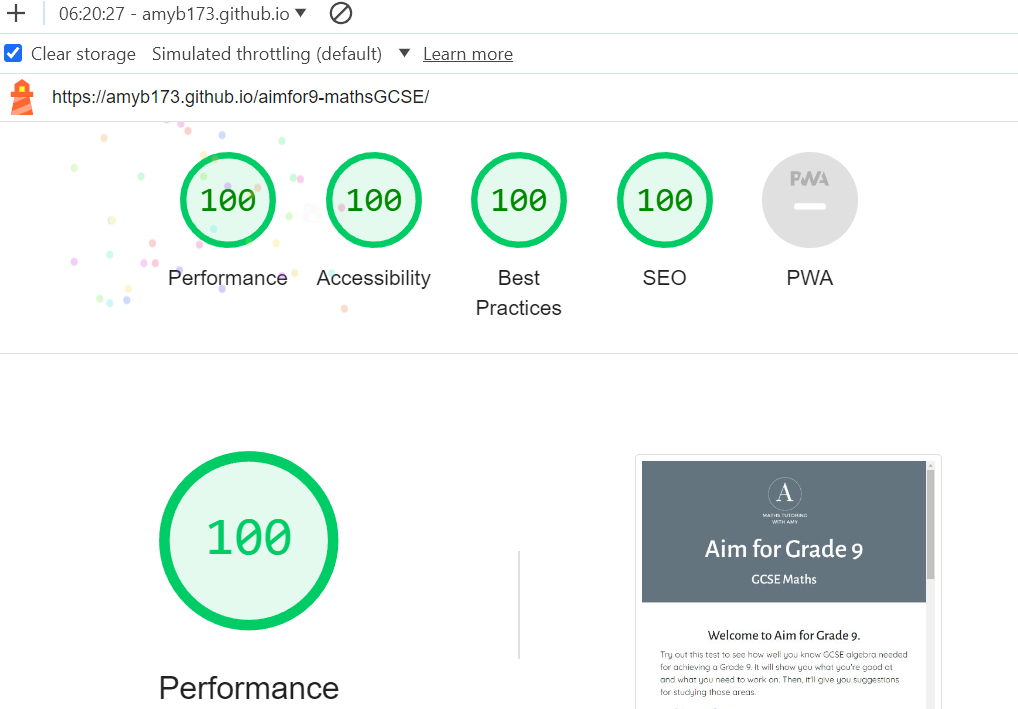 06:20:27 - amyb173.github.io
Clear storage Simulated throttling (default) Learn more
https://amyb173.github.io/aimfor9-mathsGCSE/
100 100 100 100 PWA
Performance Accessibility Best Practices SEO PWA
100
Performance
A
MATHS TUTORING
WITH AMY
Aim for Grade 9
GCSE Maths
Welcome to Aim for Grade 9.
Try out this test to see how well you know GCSE algebra needed
for achieving a Grade 9. It will show you what you're good at
and what you need to work on. Then, it'll give you suggestions
for studying those areas.